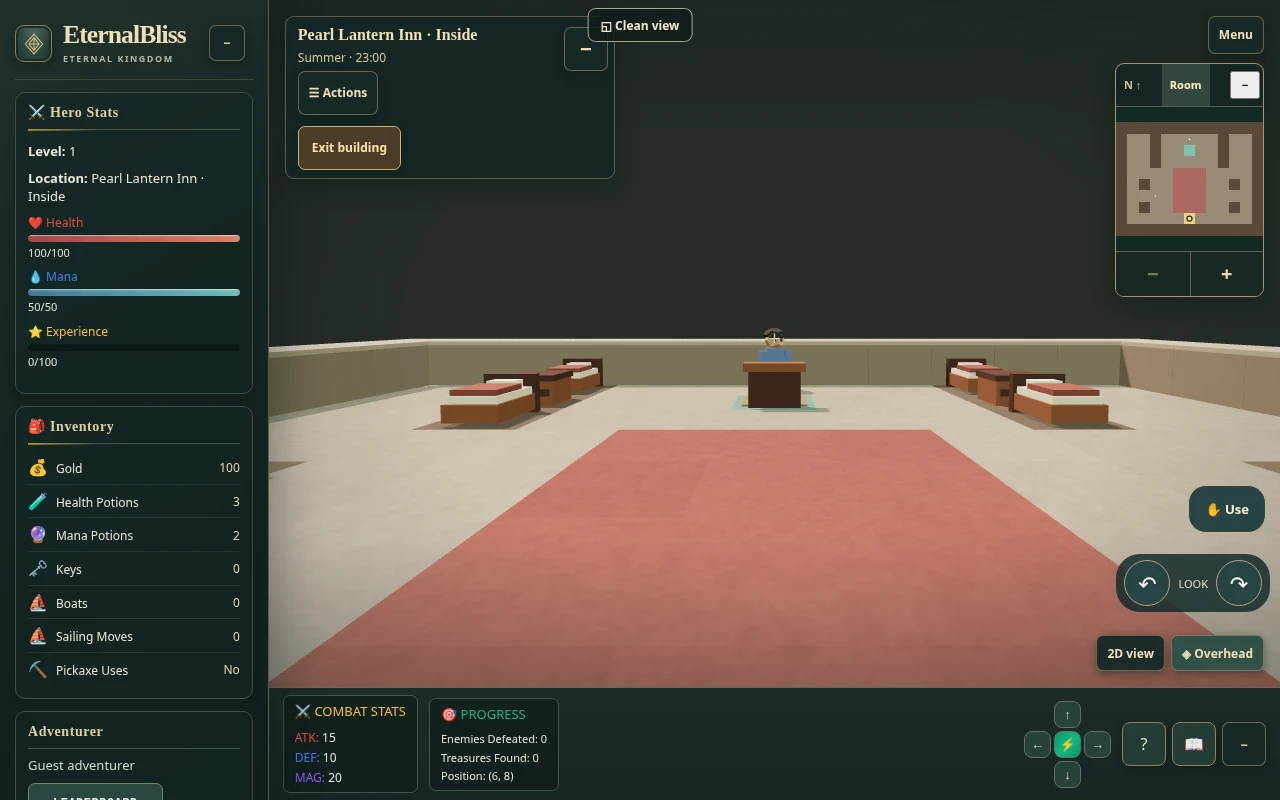 EternalBliss
ETERNAL KINGDOM
–
⚔️ Hero Stats
Level: 1
Location: Pearl Lantern Inn · Inside
❤️ Health
100/100
💧 Mana
50/50
⭐ Experience
0/100
🎒 Inventory
💰 Gold 100
🧪 Health Potions 3
🔮 Mana Potions 2
🗝️ Keys 0
⛵ Boats 0
⛵ Sailing Moves 0
⛏️ Pickaxe Uses No
Adventurer
Guest adventurer
LEADERBOARD
Pearl Lantern Inn · Inside
Summer · 23:00
–
☰ Actions
Exit building
◱ Clean view
Menu
N ↑ Room –
− +
✋ Use
↶ LOOK ↷
2D view ◈ Overhead
⚔️ COMBAT STATS
ATK: 15
DEF: 10
MAG: 20
🎯 PROGRESS
Enemies Defeated: 0
Treasures Found: 0
Position: (6, 8)
↑
← ⚡ →
↓
? 📖 –